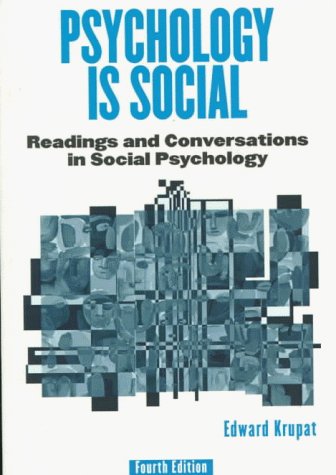 PSYCHOLOGY
IS SOCIAL
Readings and Conversations
in Social Psychology
Edward Krupat
Fourth Edition